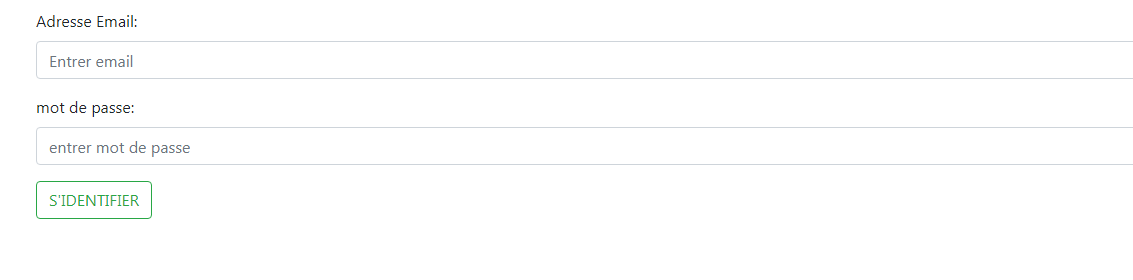 Adresse Email:
Entrer email
mot de passe:
entrer mot de passe
S'IDENTIFIER